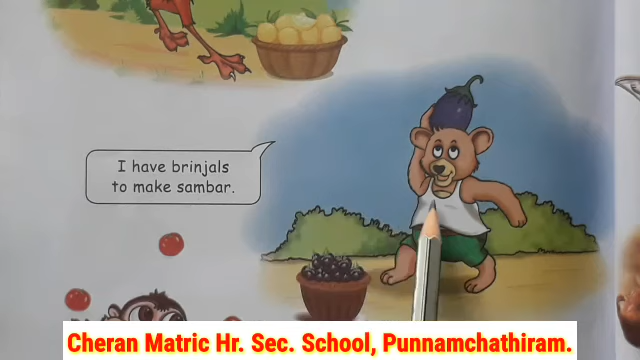 I have brinjals
to make sambar.
Cheran Matric Hr. Sec. School, Punnamchathiram.